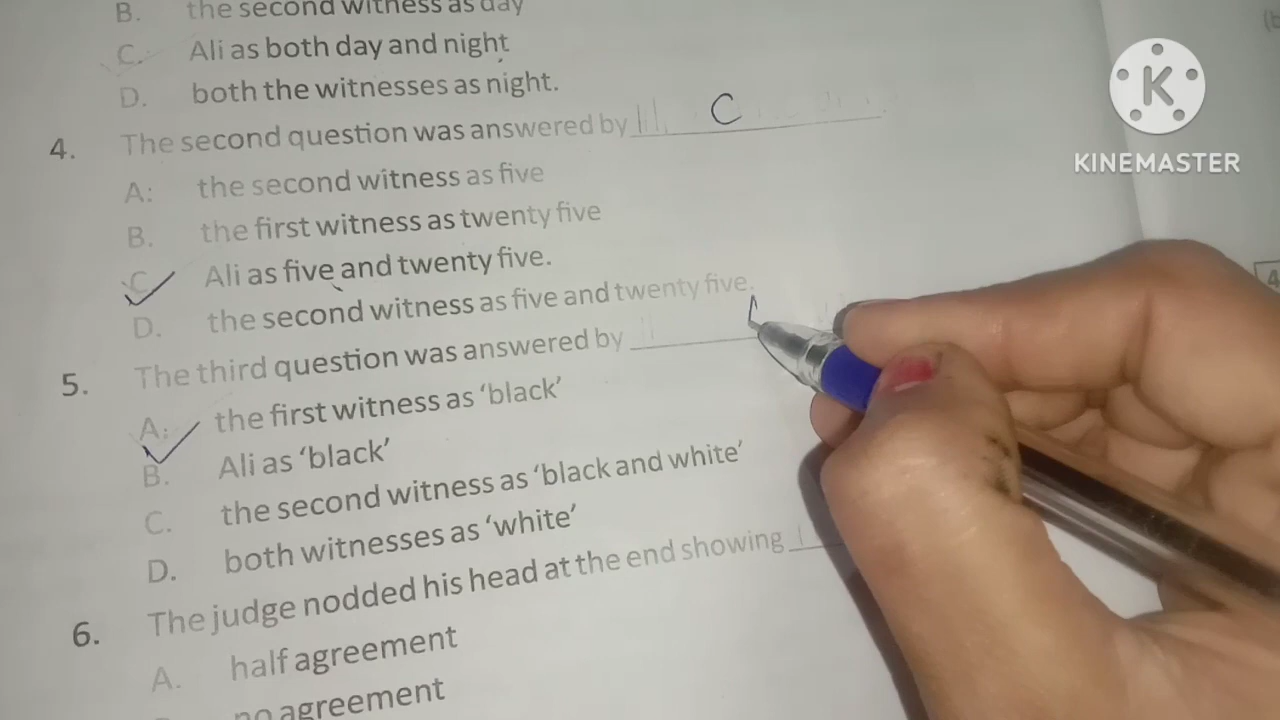 B. the second witness as day
C. Ali as both day and night
D. both the witnesses as night.
4. The second question was answered by C
A: the second witness as five
B. the first witness as twenty five
C Ali as five and twenty five.
D. the second witness as five and twenty five.
5. The third question was answered by
A: the first witness as 'black'
B. Ali as 'black'
C. the second witness as 'black and white'
D. both witnesses as 'white'
6. The judge nodded his head at the end showing
A. half agreement
no agreement
K
KINEMASTER
4